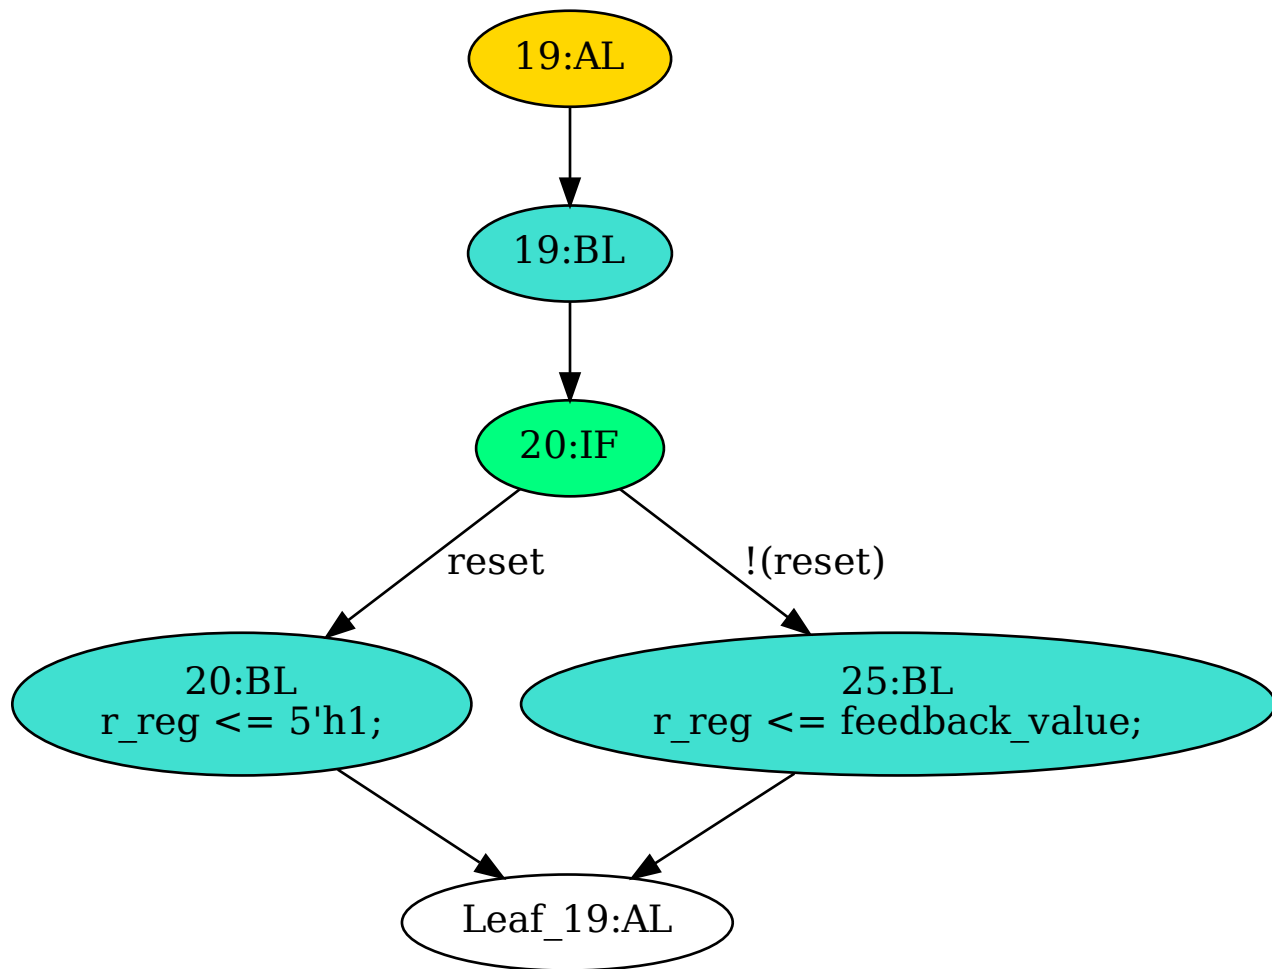 19:AL
19:BL
20:IF
reset
!(reset)
20:BL
r_reg <= 5'h1;
25:BL
r_reg <= feedback_value;
Leaf_19:AL